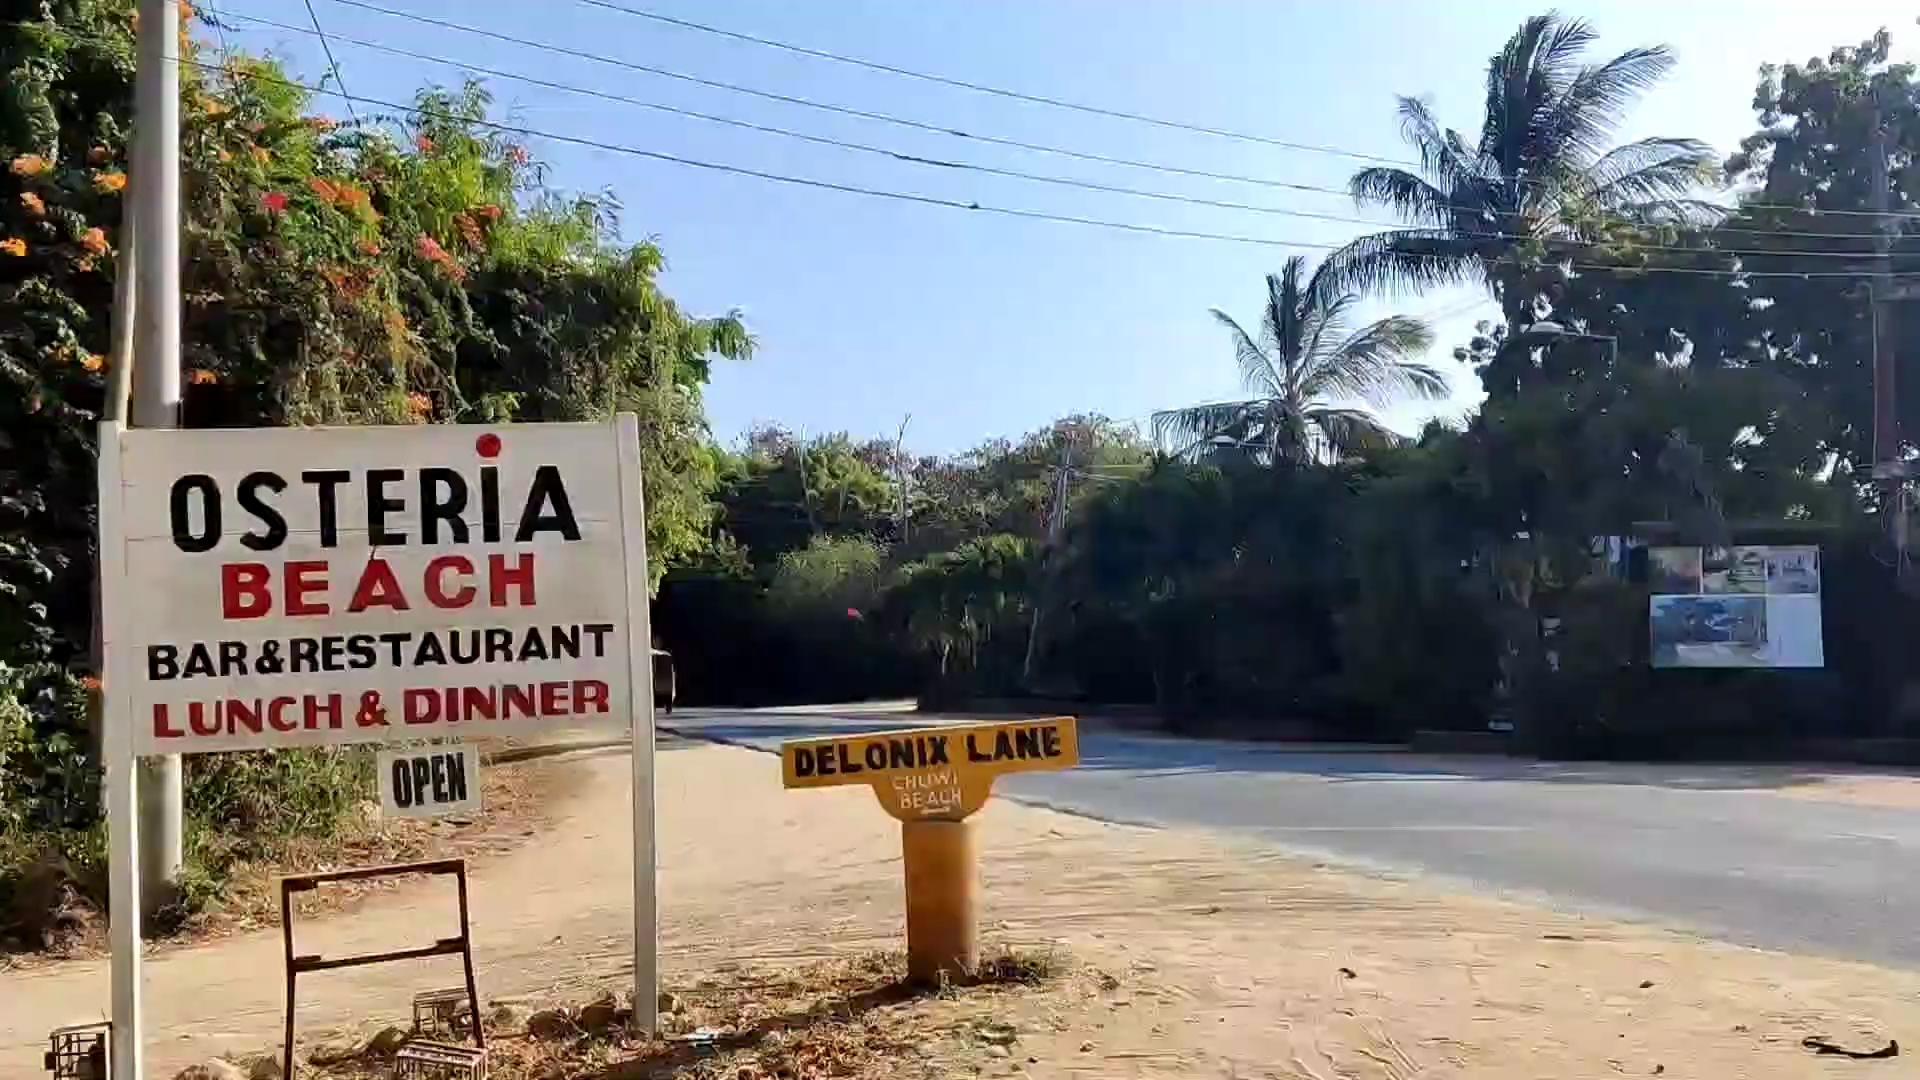 OSTERIA
BEACH
BAR&RESTAURANT
LUNCH & DINNER
OPEN
DELONIX LANE
CHUWI
BEACH